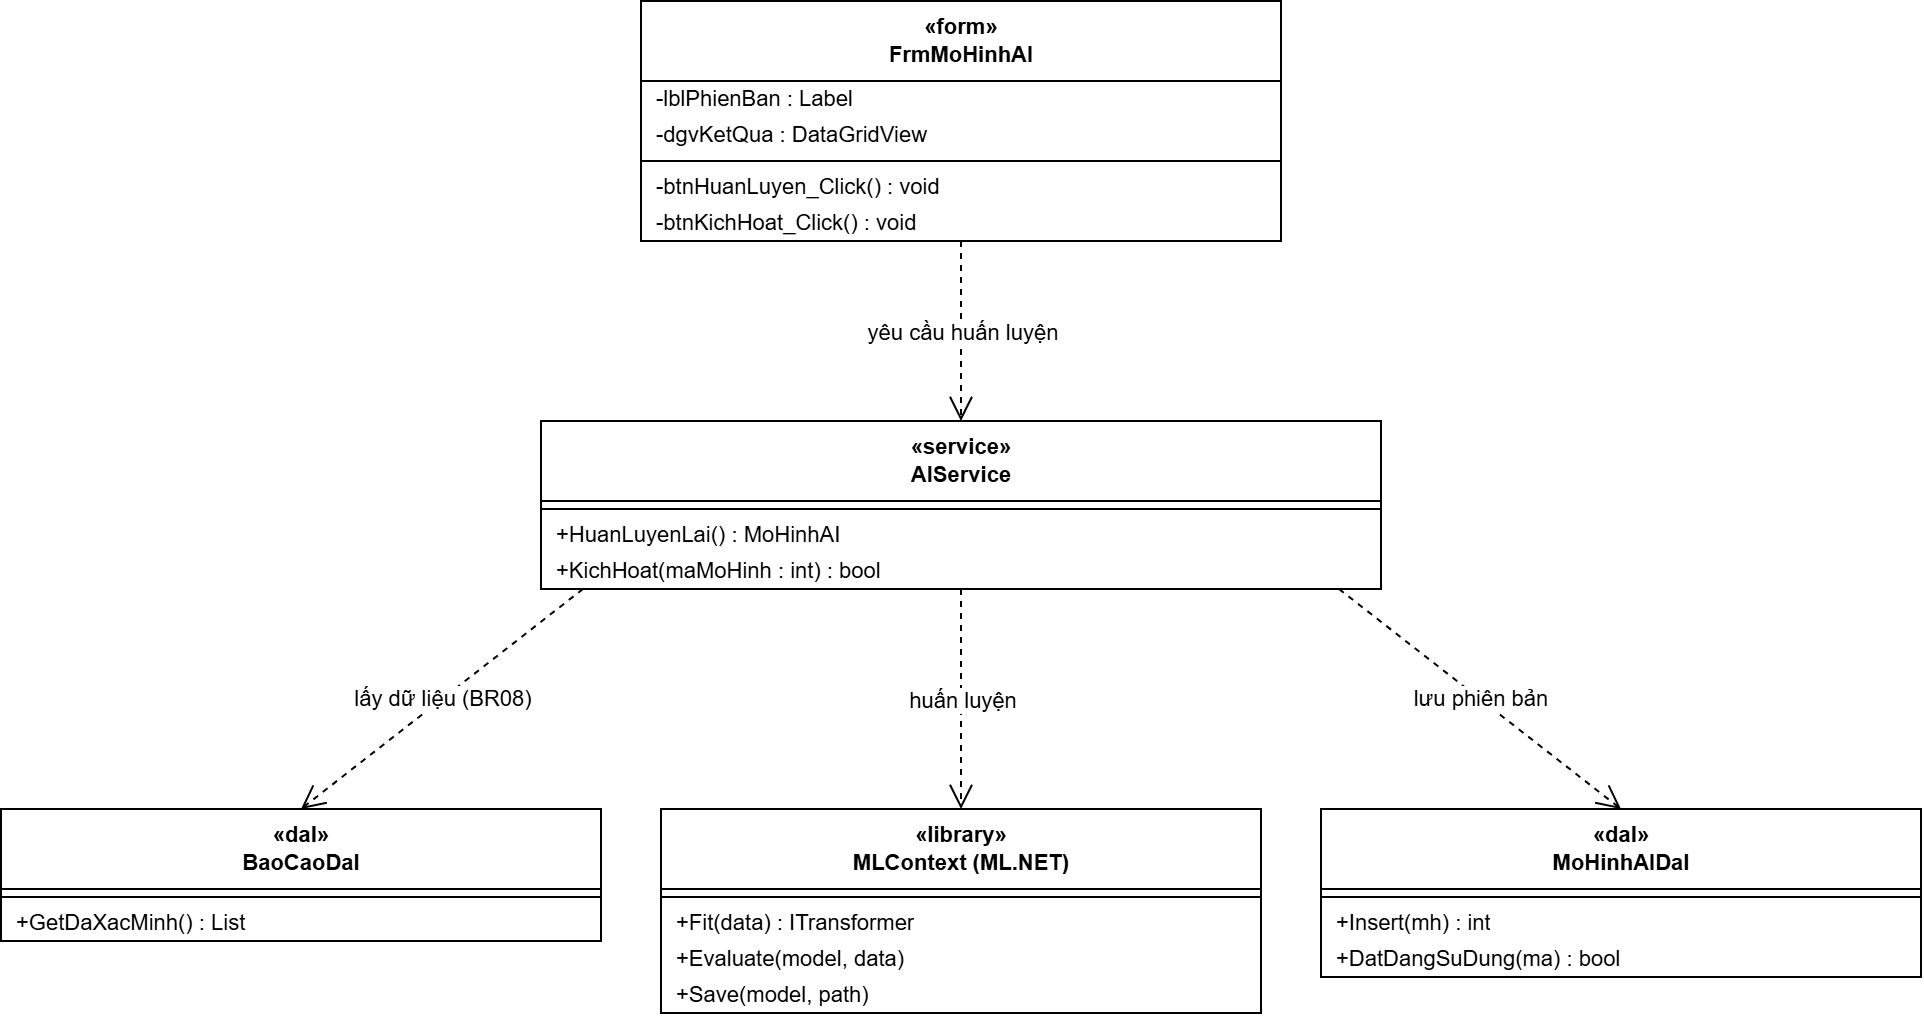 «form»
FrmMoHinhAI
-lblPhienBan : Label
-dgvKetQua : DataGridView
-btnHuanLuyen_Click() : void
-btnKichHoat_Click() : void
yêu cầu huấn luyện
«service»
AIService
+HuanLuyenLai() : MoHinhAI
+KichHoat(maMoHinh : int) : bool
lấy dữ liệu (BR08)
huấn luyện
lưu phiên bản
«dal»
BaoCaoDal
+GetDaXacMinh() : List
«library»
MLContext (ML.NET)
+Fit(data) : ITransformer
+Evaluate(model, data)
+Save(model, path)
«dal»
MoHinhAIDal
+Insert(mh) : int
+DatDangSuDung(ma) : bool